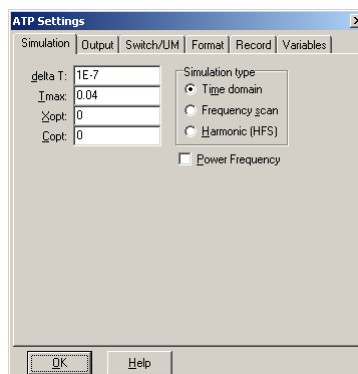 ATP Settings
Simulation Output Switch/UM Format Record Variables
delta T: 1E-7
Tmax: 0.04
Xopt: 0
Copt: 0
Simulation type
Time domain
Frequency scan
Harmonic (HFS)
Power Frequency
OK Help